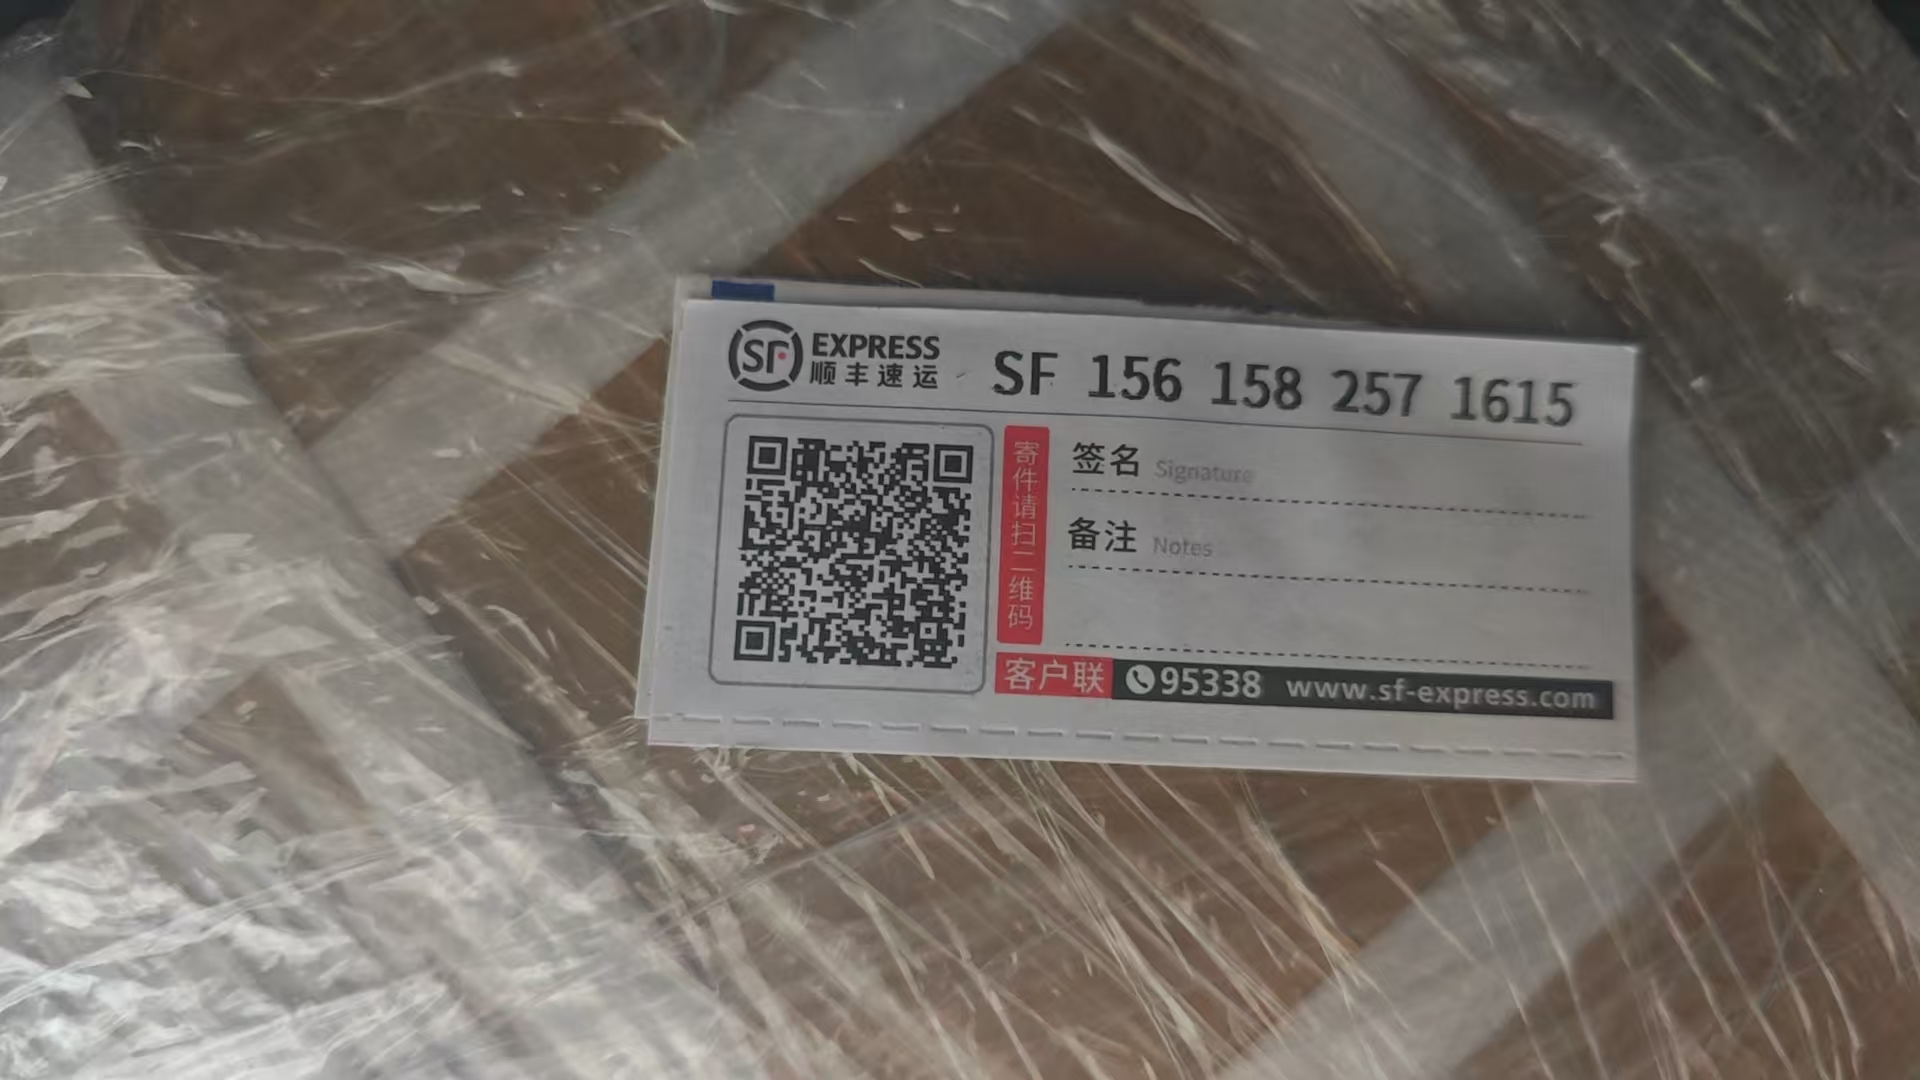 SF EXPRESS
顺丰速运
SF 156 158 257 1615
寄件请扫二维码
签名 Signature
备注 Notes
客户联 95338 www.sf-express.com